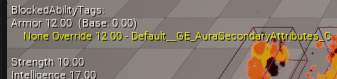 BlockedAbilityTags:
Armor 12.00 (Base: 0.00)
None Override 12.00 - Default__GE_AuraSecondaryAttributes_C
Strength 10.00
Intelligence 17.00